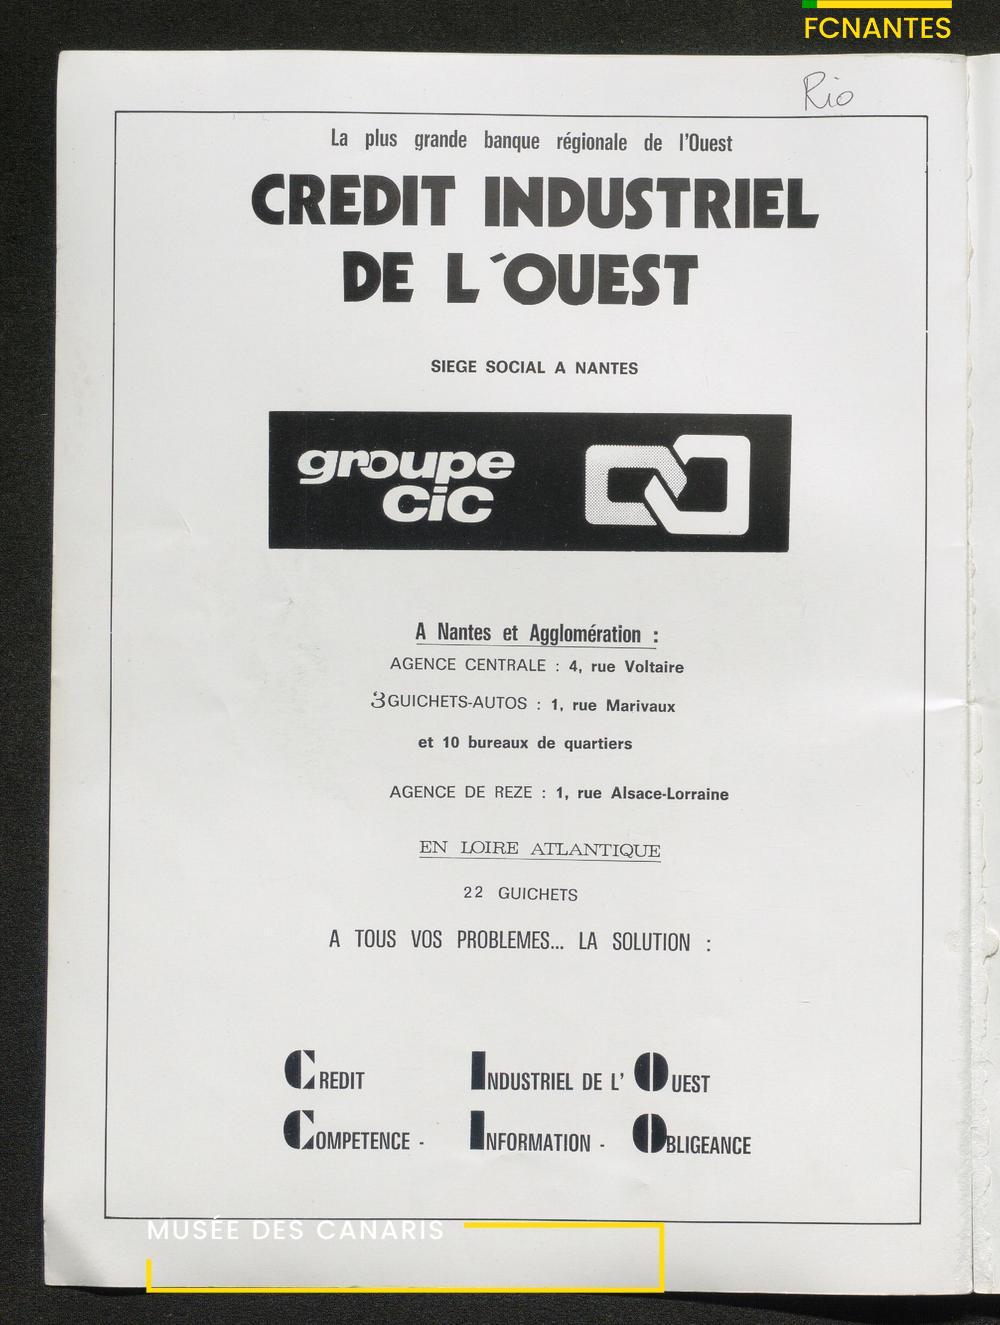 FCNANTES
Rio
La plus grande banque régionale de l'Ouest
CREDIT INDUSTRIEL
DE L'OUEST
SIEGE SOCIAL A NANTES
groupe
CiC
A Nantes et Agglomération :
AGENCE CENTRALE : 4, rue Voltaire
3 GUICHETS-AUTOS : 1, rue Marivaux
et 10 bureaux de quartiers
AGENCE DE REZE : 1, rue Alsace-Lorraine
EN LOIRE ATLANTIQUE
22 GUICHETS
A TOUS VOS PROBLEMES... LA SOLUTION :
CREDIT INDUSTRIEL DE L' OUEST
COMPETENCE - INFORMATION - OBLIGEANCE
MUSÉE DES CANARIS